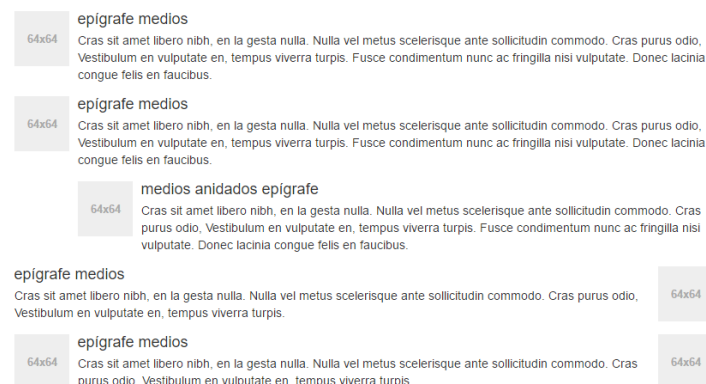 epígrafe medios
64x64
Cras sit amet libero nibh, en la gesta nulla. Nulla vel metus scelerisque ante sollicitudin commodo. Cras purus odio,
Vestibulum en vulputate en, tempus viverra turpis. Fusce condimentum nunc ac fringilla nisi vulputate. Donec lacinia
congue felis en faucibus.
epígrafe medios
64x64
Cras sit amet libero nibh, en la gesta nulla. Nulla vel metus scelerisque ante sollicitudin commodo. Cras purus odio,
Vestibulum en vulputate en, tempus viverra turpis. Fusce condimentum nunc ac fringilla nisi vulputate. Donec lacinia
congue felis en faucibus.
medios anidados epígrafe
64x64
Cras sit amet libero nibh, en la gesta nulla. Nulla vel metus scelerisque ante sollicitudin commodo. Cras
purus odio, Vestibulum en vulputate en, tempus viverra turpis. Fusce condimentum nunc ac fringilla nisi
vulputate. Donec lacinia congue felis en faucibus.
epígrafe medios
Cras sit amet libero nibh, en la gesta nulla. Nulla vel metus scelerisque ante sollicitudin commodo. Cras purus odio,
64x64
Vestibulum en vulputate en, tempus viverra turpis.
epígrafe medios
64x64
Cras sit amet libero nibh, en la gesta nulla. Nulla vel metus scelerisque ante sollicitudin commodo. Cras
64x64
purus odio, Vestibulum en vulputate en, tempus viverra turpis